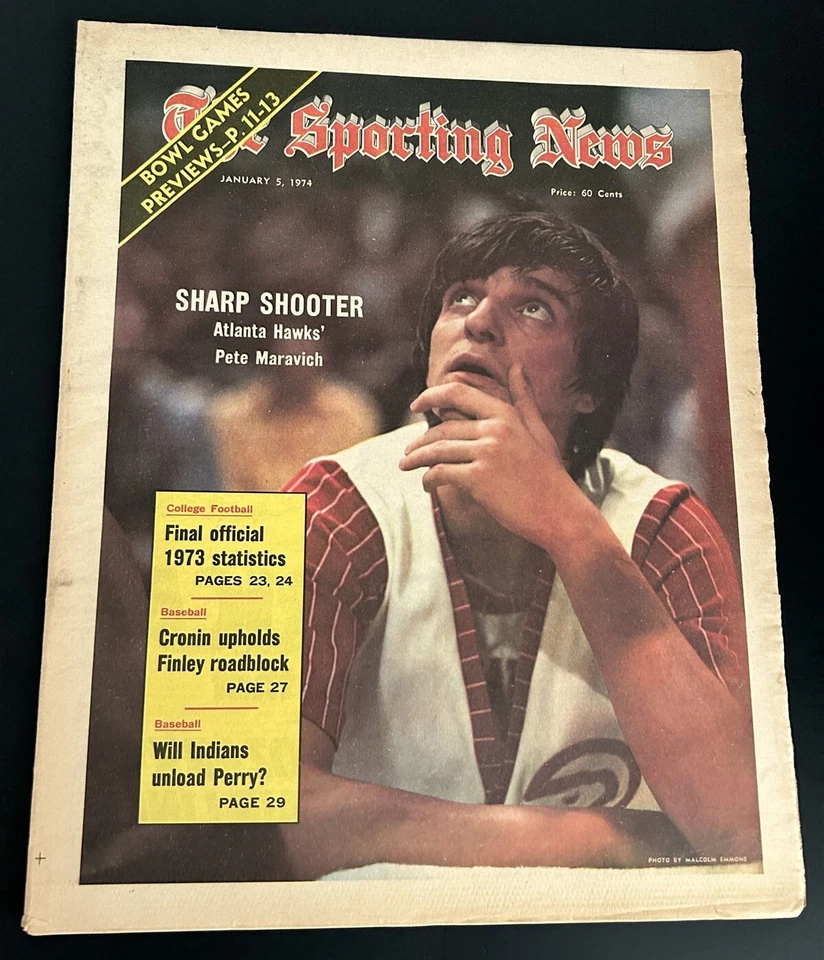 BOWL GAMES
PREVIEWS-P. 11-13
The Sporting News
JANUARY 5, 1974
Price: 60 Cents
SHARP SHOOTER
Atlanta Hawks'
Pete Maravich
College Football
Final official
1973 statistics
PAGES 23, 24
Baseball
Cronin upholds
Finley roadblock
PAGE 27
Baseball
Will Indians
unload Perry?
PAGE 29
PHOTO BY MALCOLM EMMONS